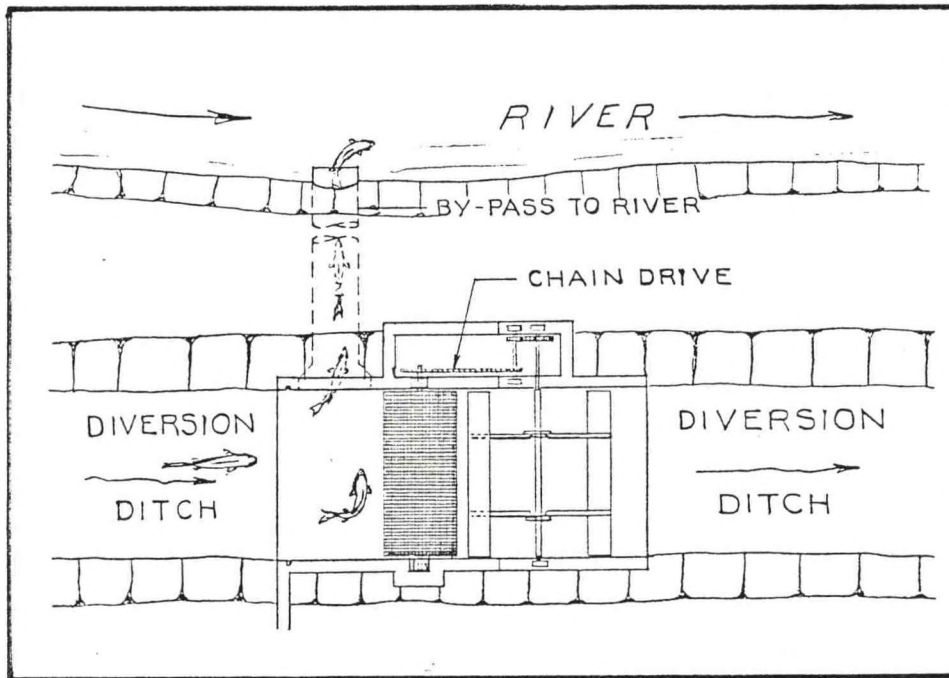 RIVER
BY-PASS TO RIVER
CHAIN DRIVE
DIVERSION
DITCH
DIVERSION
DITCH